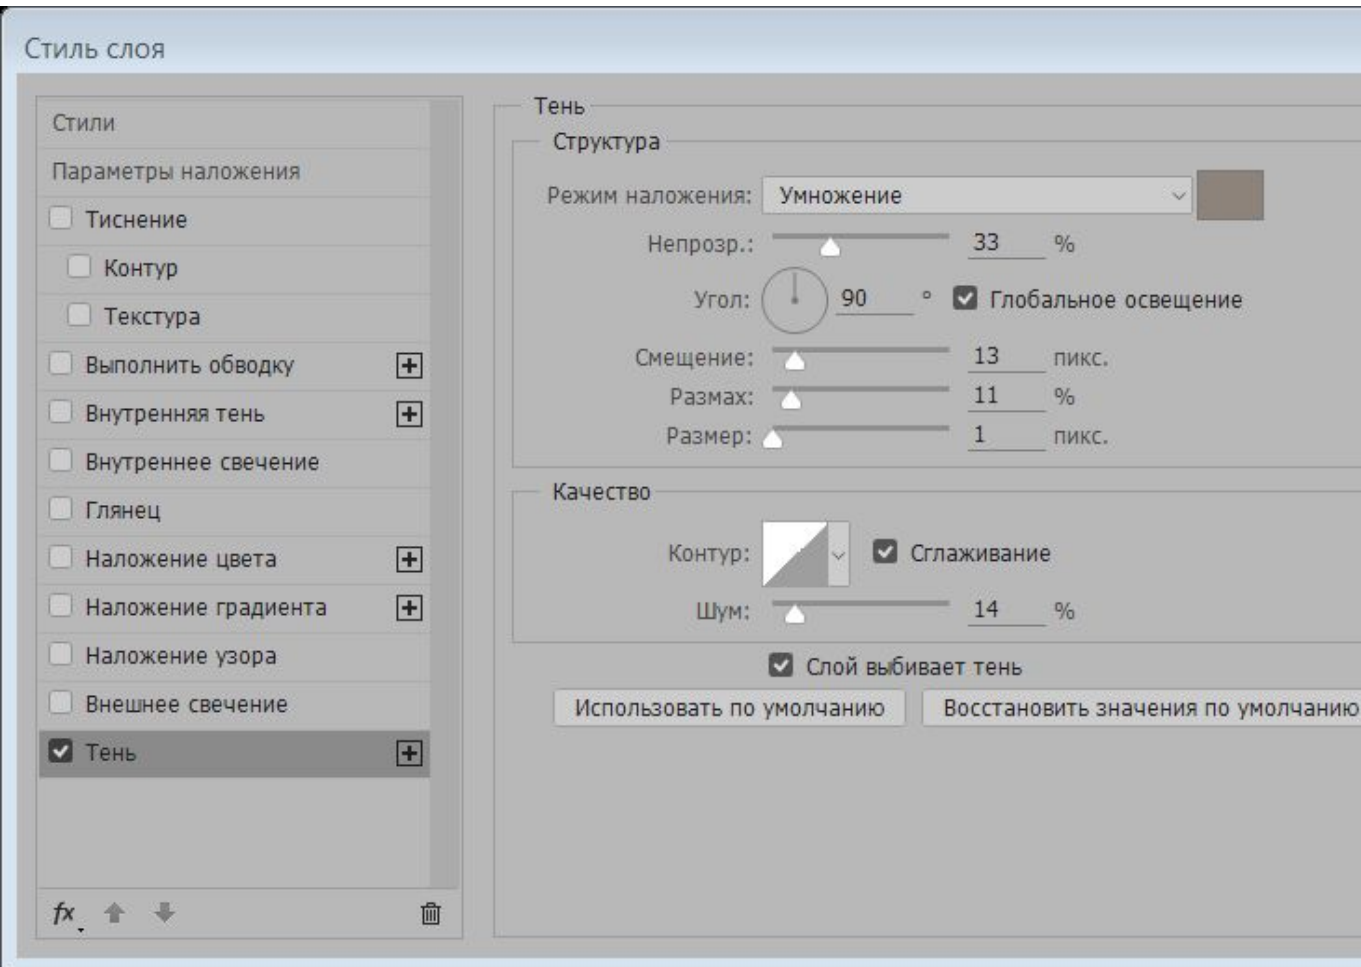 Стиль слоя
Стили
Параметры наложения
Тиснение
Контур
Текстура
Выполнить обводку
Внутренняя тень
Внутреннее свечение
Глянец
Наложение цвета
Наложение градиента
Наложение узора
Внешнее свечение
Тень
fx
Тень
Структура
Режим наложения: Умножение
Непрозр.: 33 %
Угол: 90 ° Глобальное освещение
Смещение: 13 пикс.
Размах: 11 %
Размер: 1 пикс.
Качество
Контур: Сглаживание
Шум: 14 %
Слой выбивает тень
Использовать по умолчанию Восстановить значения по умолчанию